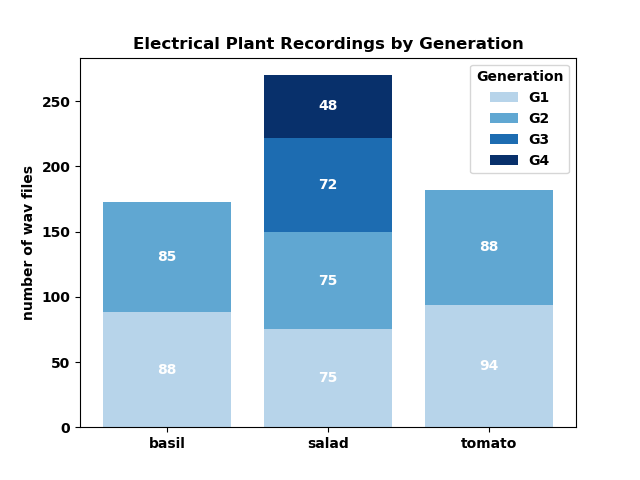 Electrical Plant Recordings by Generation
number of wav files
250
200
150
100
50
0
Generation
G1
G2
G3
G4
48
72
85
75
88
88
75
94
basil
salad
tomato